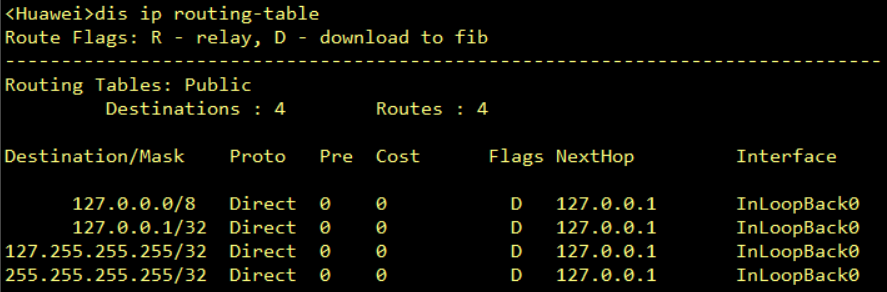 <Huawei>dis ip routing-table
Route Flags: R - relay, D - download to fib
------------------------------------------------------------------------------
Routing Tables: Public
         Destinations : 4        Routes : 4

Destination/Mask    Proto   Pre  Cost      Flags NextHop         Interface

      127.0.0.0/8   Direct  0    0           D   127.0.0.1       InLoopBack0
      127.0.0.1/32  Direct  0    0           D   127.0.0.1       InLoopBack0
127.255.255.255/32  Direct  0    0           D   127.0.0.1       InLoopBack0
255.255.255.255/32  Direct  0    0           D   127.0.0.1       InLoopBack0